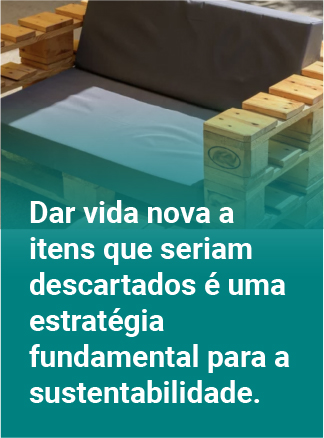 Dar vida nova a
itens que seriam
descartados é uma
estratégia
fundamental para a
sustentabilidade.